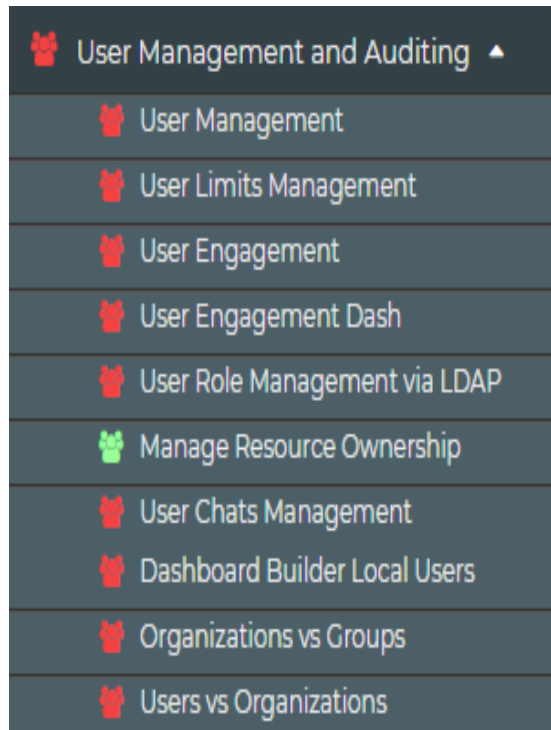 User Management and Auditing
User Management
User Limits Management
User Engagement
User Engagement Dash
User Role Management via LDAP
Manage Resource Ownership
User Chats Management
Dashboard Builder Local Users
Organizations vs Groups
Users vs Organizations